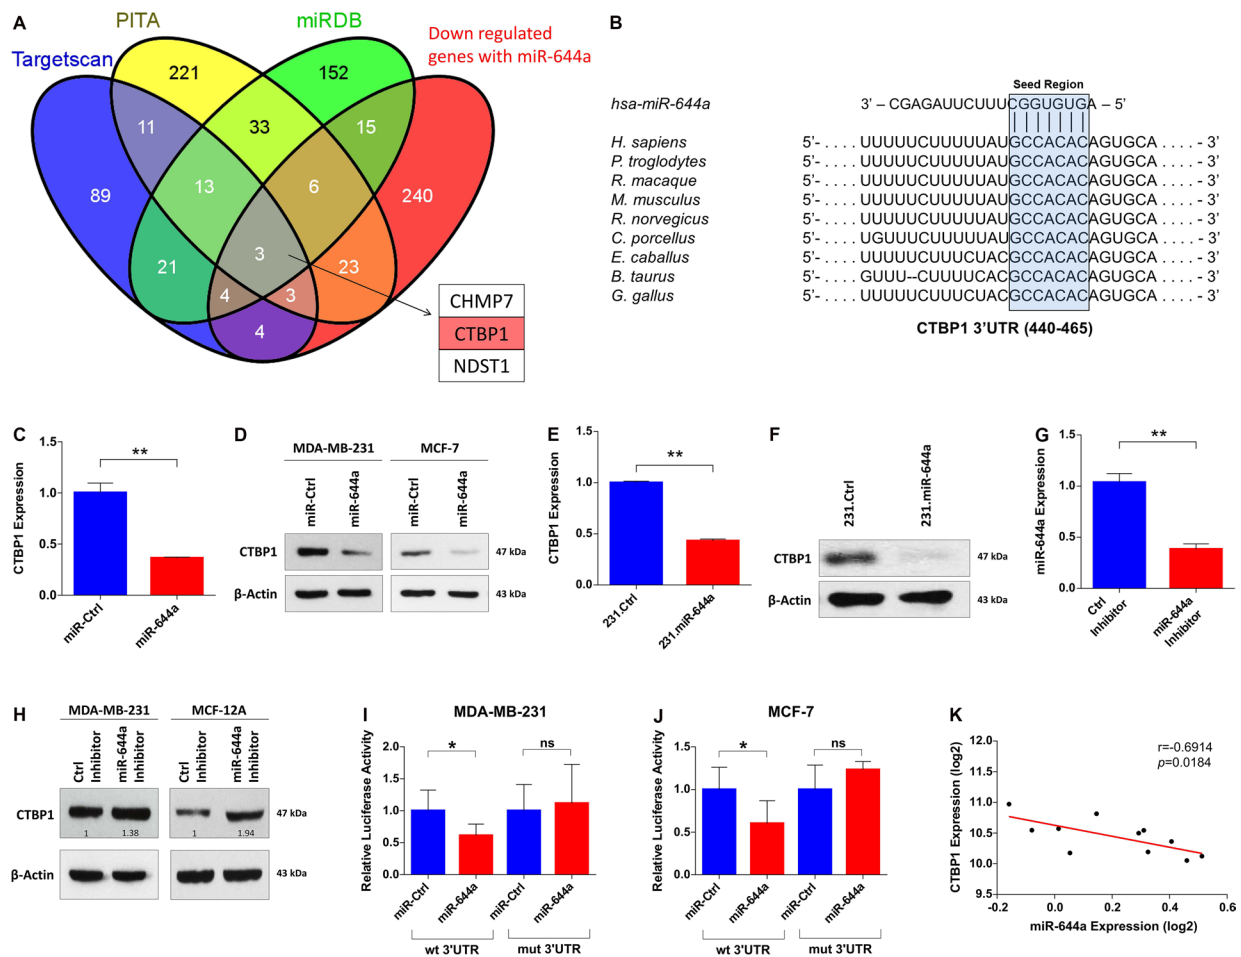 A
PITA
miRDB
Targetscan
Down regulated
genes with miR-644a
221
152
11
33
15
89
13
6
240
21
3
23
4
3
4
CHMP7
CTBP1
NDST1
B
Seed Region
hsa-miR-644a 3’ – CGAGAUUCUUUCGGUGUGA – 5’
H. sapiens 5’- . . . . UUUUUCUUUUUAUGCCACACAGUGCA . . . . - 3’
P. troglodytes 5’- . . . . UUUUUCUUUUUAUGCCACACAGUGCA . . . . - 3’
R. macaque 5’- . . . . UUUUUCUUUUUAUGCCACACAGUGCA . . . . - 3’
M. musculus 5’- . . . . UUUUUCUUUUUAUGCCACACAGUGCA . . . . - 3’
R. norvegicus 5’- . . . . UUUUUCUUUUUAUGCCACACAGUGCA . . . . - 3’
C. porcellus 5’- . . . . UGUUUCUUUUUAUGCCACACAGUGCA . . . . - 3’
E. caballus 5’- . . . . UUUUUCUUUUCUACGCCACACAGUGCA . . . . - 3’
B. taurus 5’- . . . . GUUU--CUUUUCACGCCACACAGUGCA . . . . - 3’
G. gallus 5’- . . . . UUUUUCUUUCUACGCCACACAGUGCA . . . . - 3’
CTBP1 3’UTR (440-465)
C
CTBP1 Expression
1.5
1.0
0.5
0.0
**
miR-Ctrl
miR-644a
D
MDA-MB-231
MCF-7
miR-Ctrl
miR-644a
miR-Ctrl
miR-644a
CTBP1
47 kDa
β-Actin
43 kDa
E
CTBP1 Expression
1.5
1.0
0.5
0.0
**
231.Ctrl
231.miR-644a
F
231.Ctrl
231.miR-644a
CTBP1
47 kDa
β-Actin
43 kDa
G
miR-644a Expression
1.5
1.0
0.5
0.0
**
Ctrl
Inhibitor
miR-644a
Inhibitor
H
MDA-MB-231
MCF-12A
Ctrl
Inhibitor
miR-644a
Inhibitor
Ctrl
Inhibitor
miR-644a
Inhibitor
CTBP1
1
1.38
1
1.94
47 kDa
β-Actin
43 kDa
I
MDA-MB-231
Relative Luciferase Activity
2.0
1.5
1.0
0.5
0.0
*
ns
miR-Ctrl
miR-644a
miR-Ctrl
miR-644a
wt 3'UTR
mut 3'UTR
J
MCF-7
Relative Luciferase Activity
1.5
1.0
0.5
0.0
*
ns
miR-Ctrl
miR-644a
miR-Ctrl
miR-644a
wt 3'UTR
mut 3'UTR
K
CTBP1 Expression (log2)
12.0
11.5
11.0
10.5
10.0
9.5
r=-0.6914
p=0.0184
-0.2
0.0
0.2
0.4
0.6
miR-644a Expression (log2)